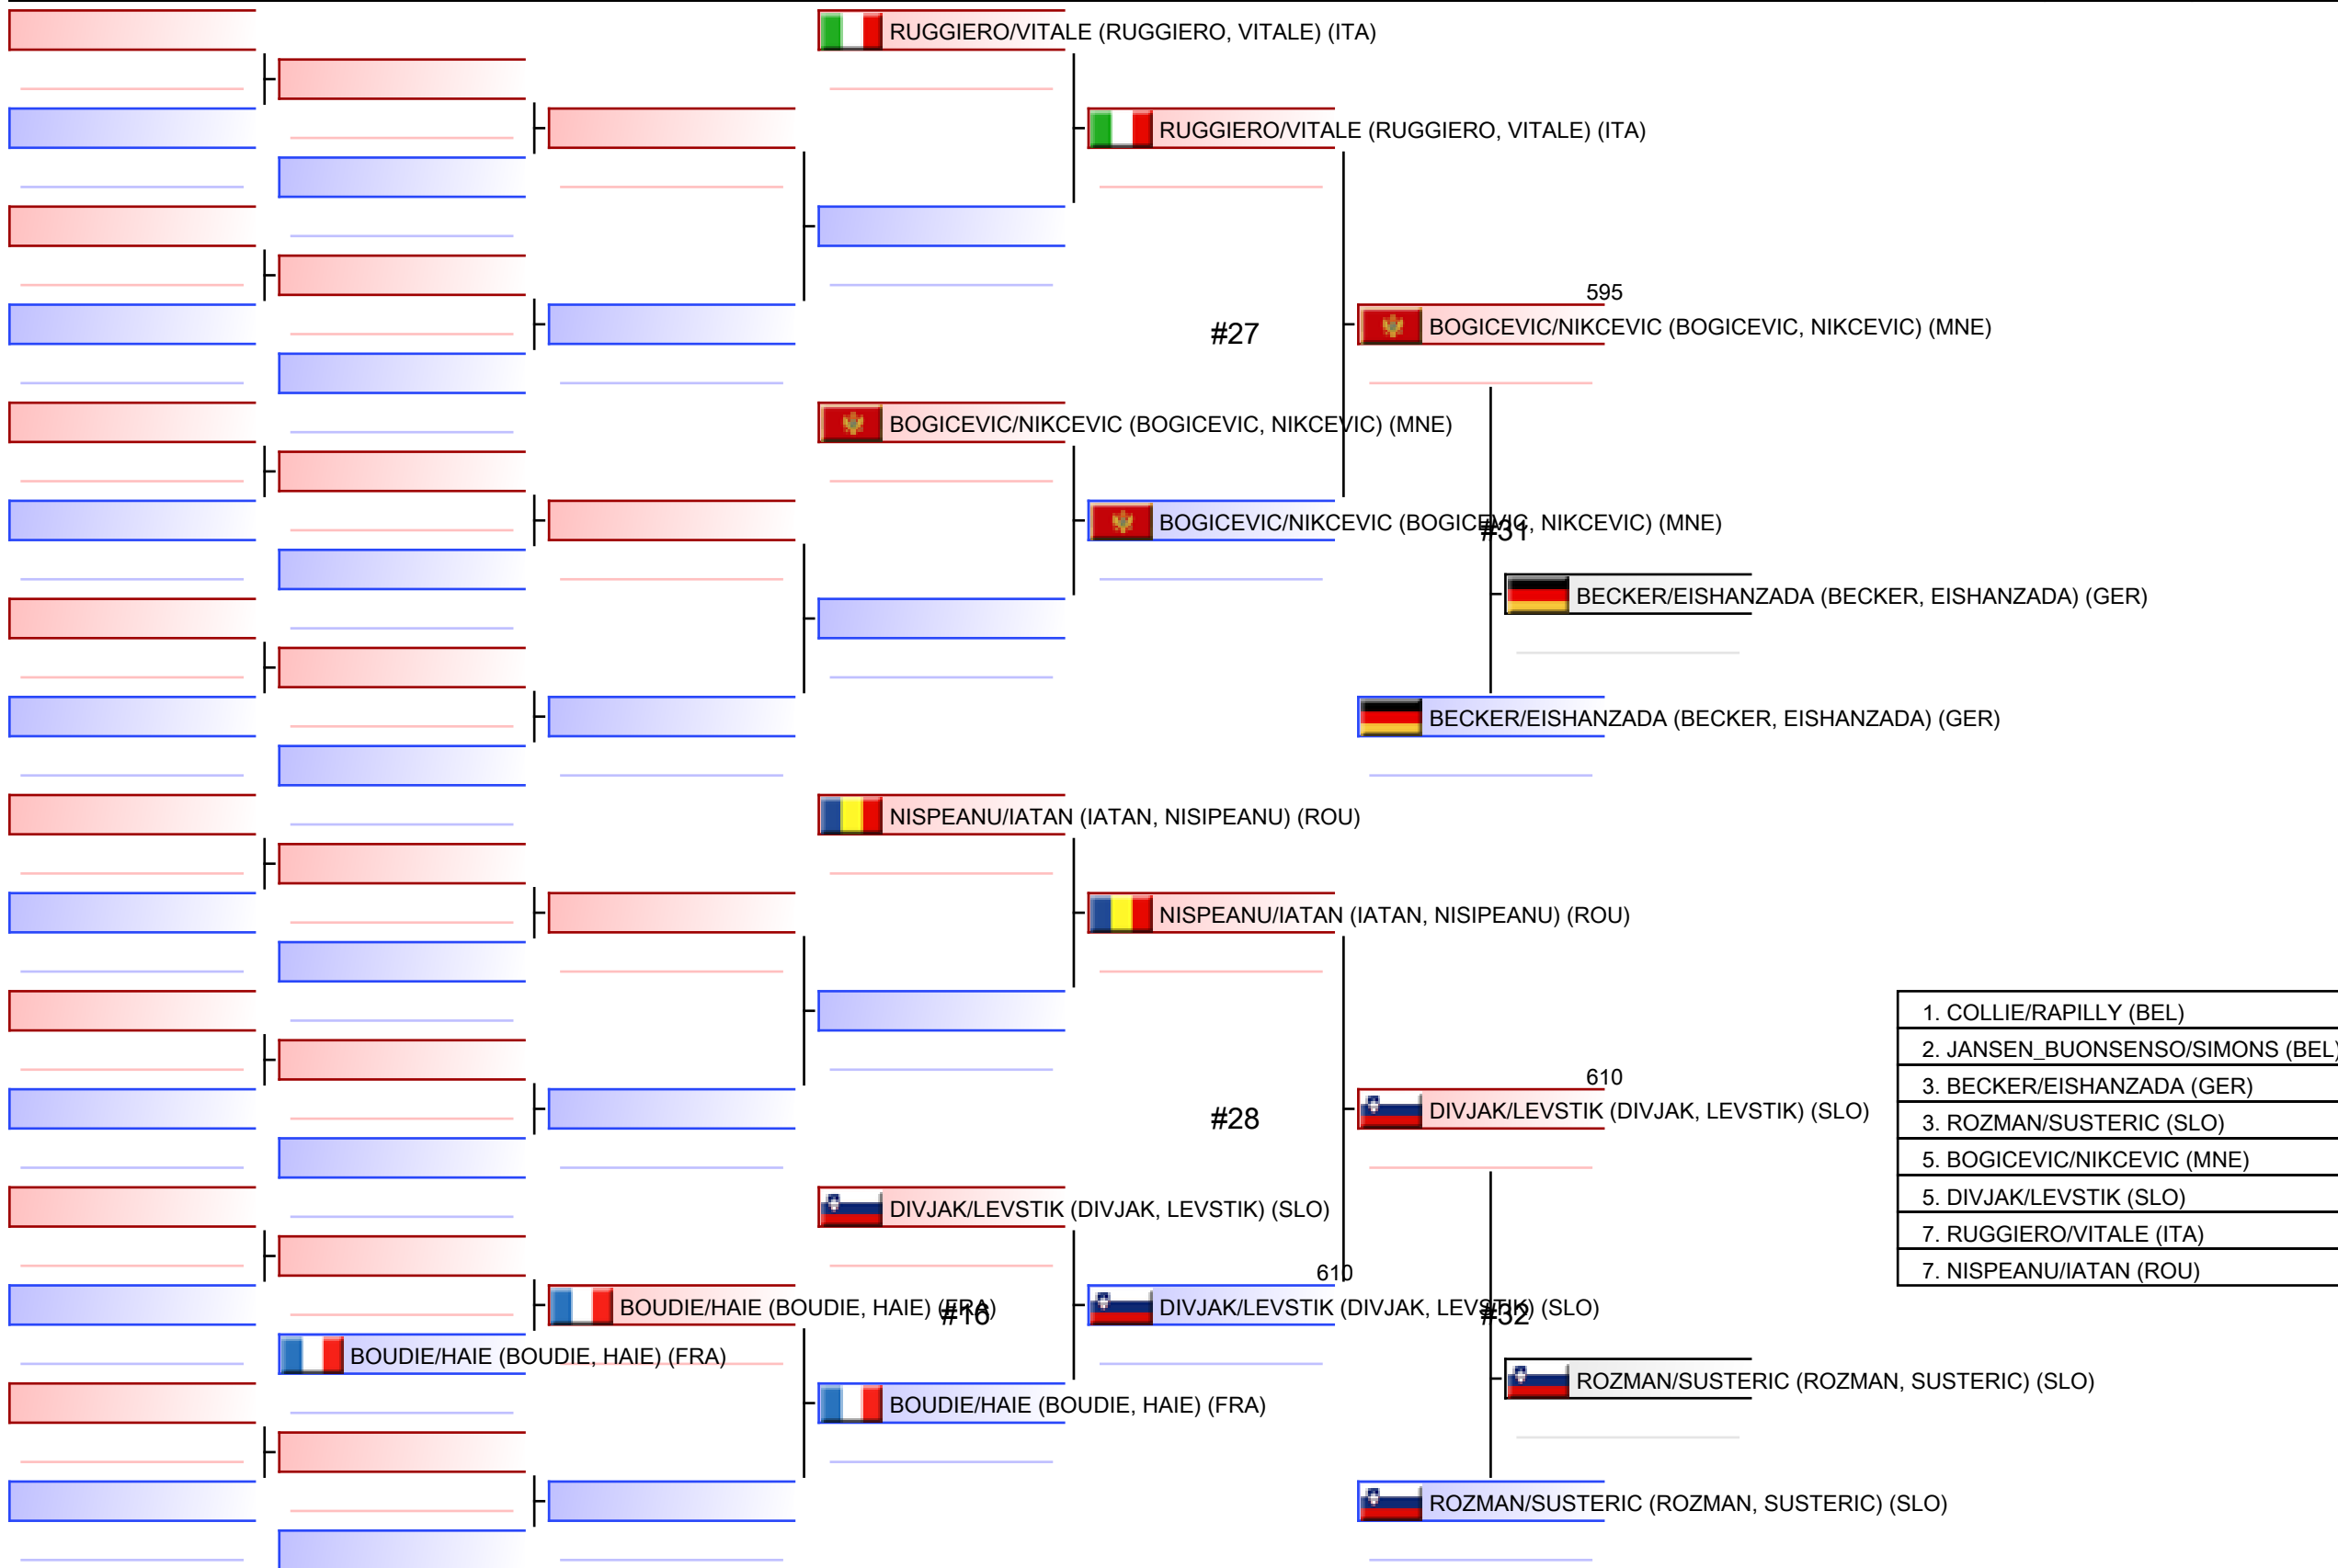 RUGGIERO/VITALE (RUGGIERO, VITALE) (ITA)
RUGGIERO/VITALE (RUGGIERO, VITALE) (ITA)
595
#27
BOGICEVIC/NIKCEVIC (BOGICEVIC, NIKCEVIC) (MNE)
BOGICEVIC/NIKCEVIC (BOGICEVIC, NIKCEVIC) (MNE)
BOGICEVIC/NIKCEVIC (BOGICEVIC, NIKCEVIC) (MNE)
#31
BECKER/EISHANZADA (BECKER, EISHANZADA) (GER)
BECKER/EISHANZADA (BECKER, EISHANZADA) (GER)
NISPEANU/IATAN (IATAN, NISIPEANU) (ROU)
NISPEANU/IATAN (IATAN, NISIPEANU) (ROU)
610
#28
DIVJAK/LEVSTIK (DIVJAK, LEVSTIK) (SLO)
DIVJAK/LEVSTIK (DIVJAK, LEVSTIK) (SLO)
610
BOUDIE/HAIE (BOUDIE, HAIE) (FRA)
#16
DIVJAK/LEVSTIK (DIVJAK, LEVSTIK) (SLO)
#32
BOUDIE/HAIE (BOUDIE, HAIE) (FRA)
ROZMAN/SUSTERIC (ROZMAN, SUSTERIC) (SLO)
BOUDIE/HAIE (BOUDIE, HAIE) (FRA)
ROZMAN/SUSTERIC (ROZMAN, SUSTERIC) (SLO)
1. COLLIE/RAPILLY (BEL)
2. JANSEN_BUONSENSO/SIMONS (BEL)
3. BECKER/EISHANZADA (GER)
3. ROZMAN/SUSTERIC (SLO)
5. BOGICEVIC/NIKCEVIC (MNE)
5. DIVJAK/LEVSTIK (SLO)
7. RUGGIERO/VITALE (ITA)
7. NISPEANU/IATAN (ROU)